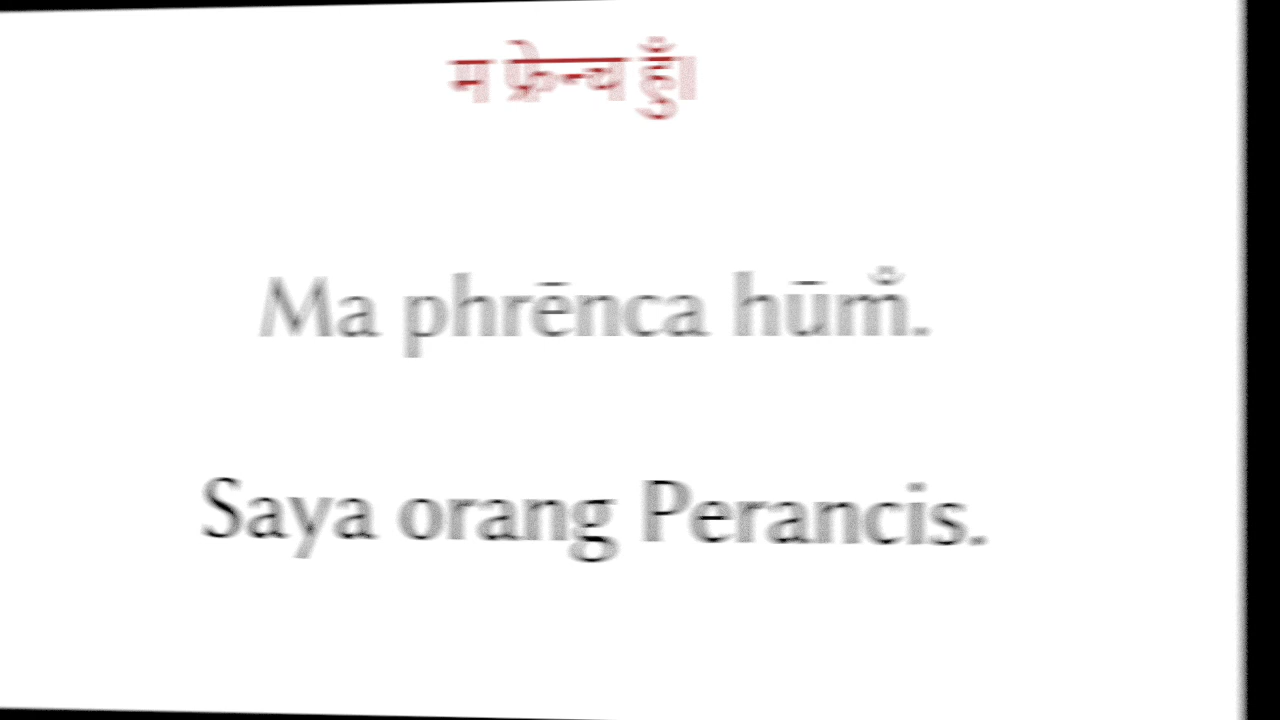 म फ्रेन्च हुँ।
Ma phrēnca hūm̐.
Saya orang Perancis.